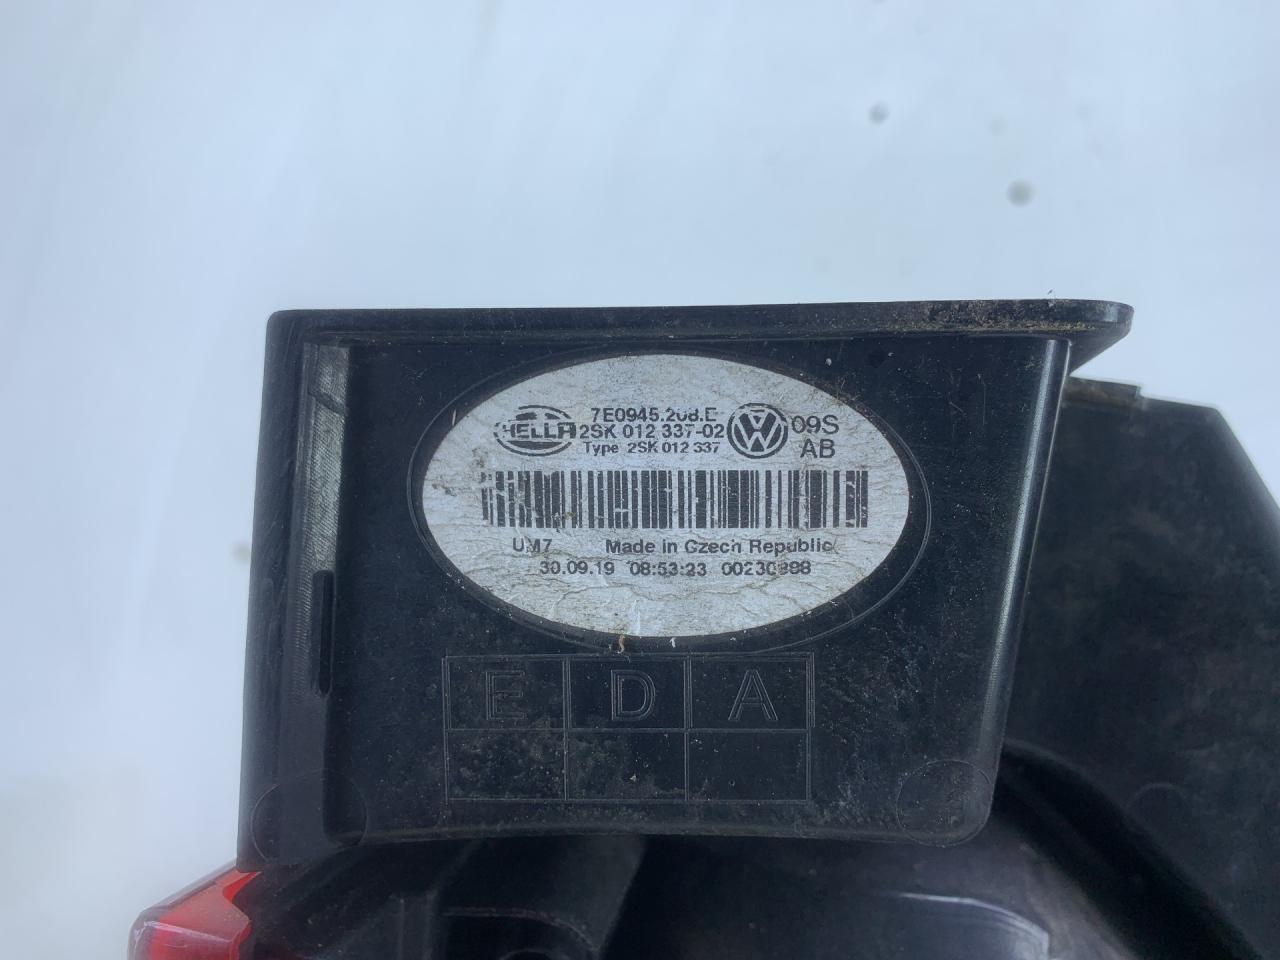 HELLA
7E0945.208.E
2SK 012 337-02
Type 2SK 012 337
09S
AB
UM7 Made in Czech Republic
30.09.19 08:53:23
E D A